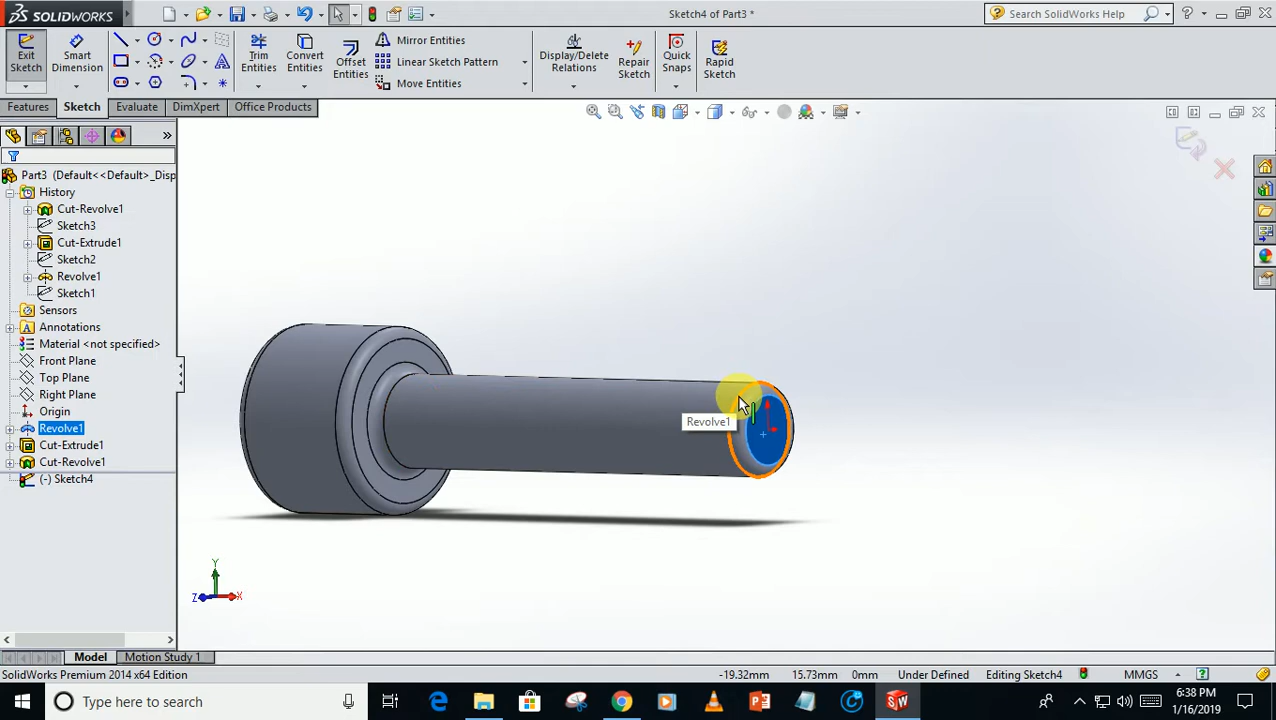 SOLIDWORKS
Sketch4 of Part3 *
Search SolidWorks Help
Exit Sketch
Smart Dimension
Trim Entities
Convert Entities
Offset Entities
Mirror Entities
Linear Sketch Pattern
Move Entities
Display/Delete Relations
Repair Sketch
Quick Snaps
Rapid Sketch
Features
Sketch
Evaluate
DimXpert
Office Products
Part3 (Default<<Default>_Disp
History
Cut-Revolve1
Sketch3
Cut-Extrude1
Sketch2
Revolve1
Sketch1
Sensors
Annotations
Material <not specified>
Front Plane
Top Plane
Right Plane
Origin
Revolve1
Cut-Extrude1
Cut-Revolve1
(-) Sketch4
Revolve1
Y
Z
X
Model
Motion Study 1
SolidWorks Premium 2014 x64 Edition
-19.32mm
15.73mm
0mm
Under Defined
Editing Sketch4
MMGS
Type here to search
6:38 PM
1/16/2019